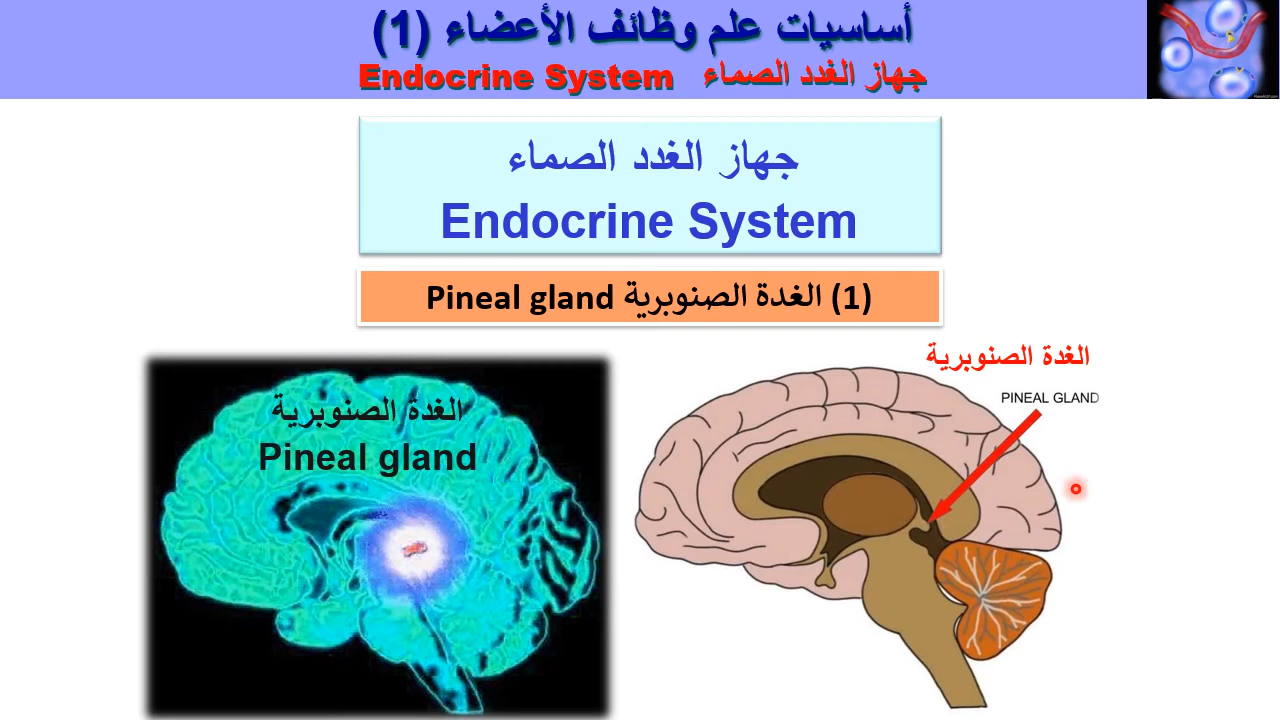 أساسيات علم وظائف الأعضاء (1)
جهاز الغدد الصماء Endocrine System
جهاز الغدد الصماء
Endocrine System
(1) الغدة الصنوبرية Pineal gland
الغدة الصنوبرية
Pineal gland
الغدة الصنوبرية
PINEAL GLAND